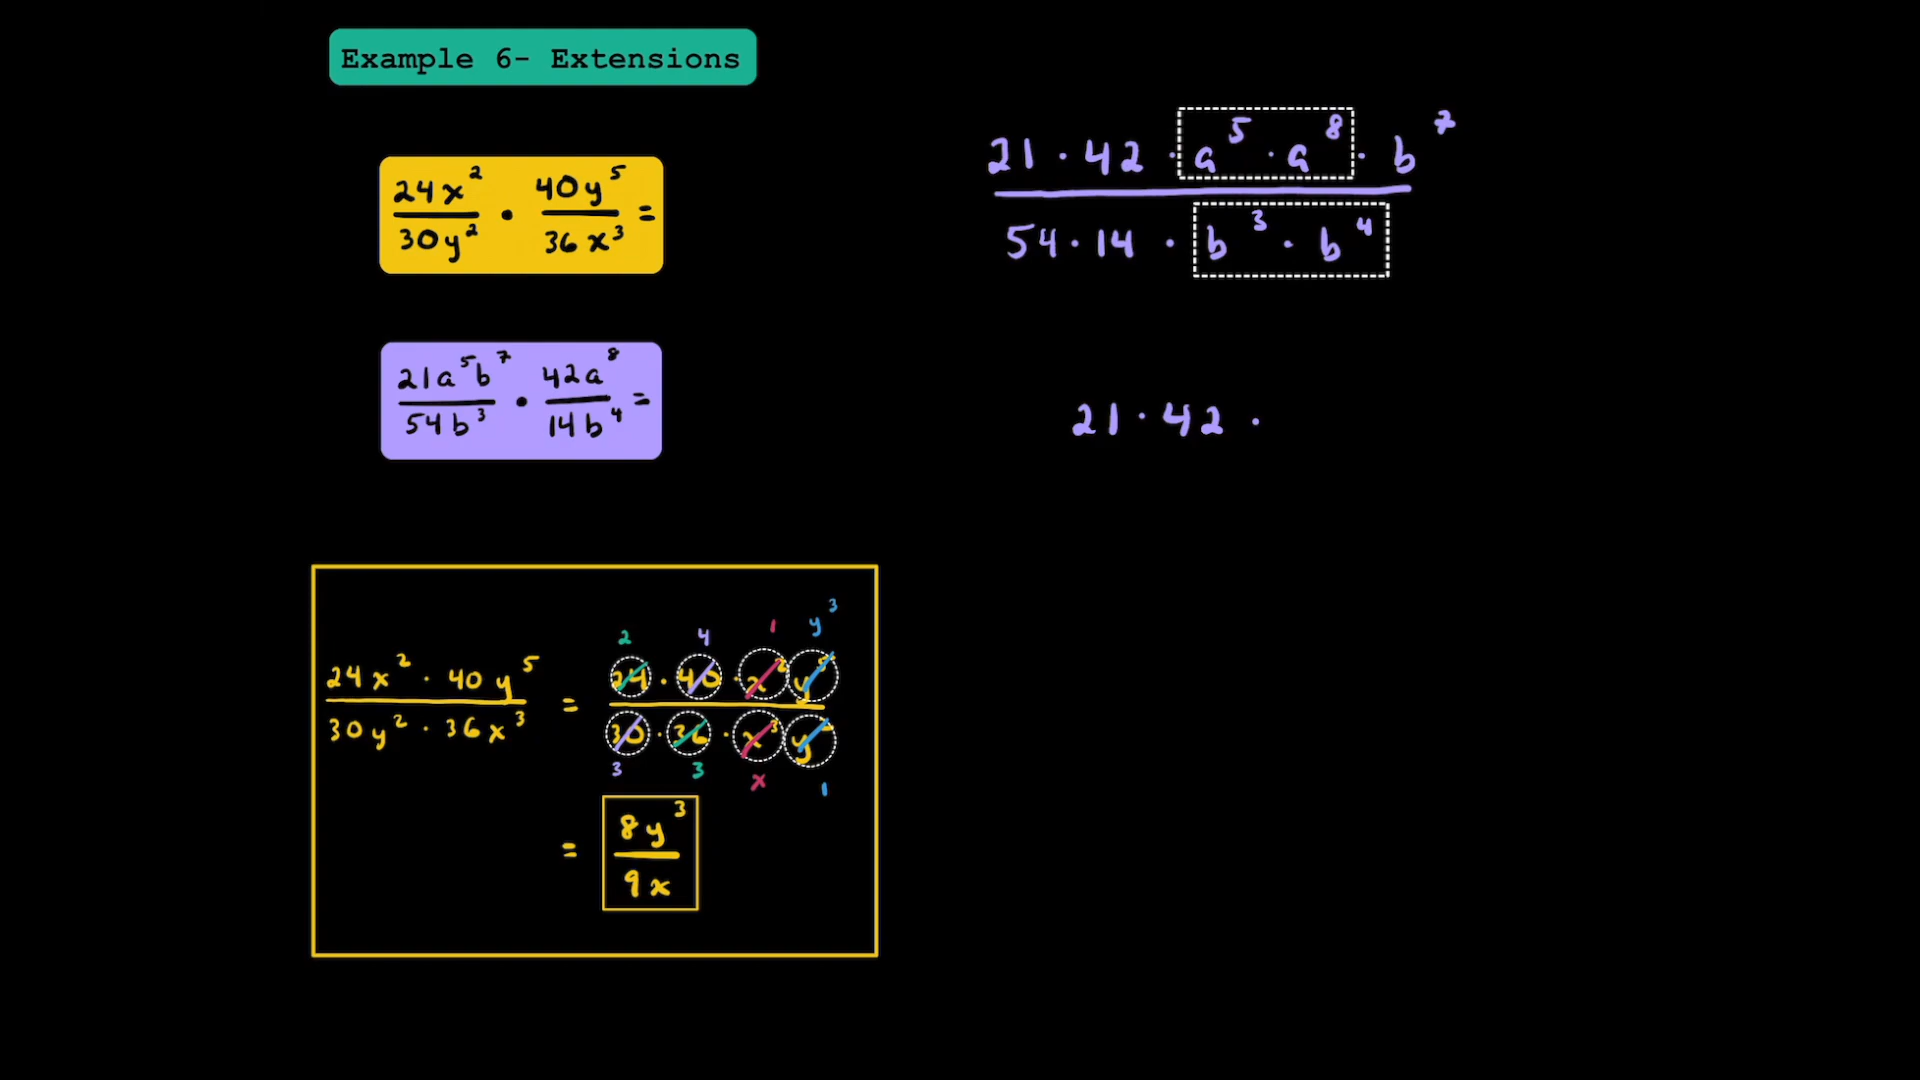 Example 6- Extensions
24x² · 40y⁵ =
30y² 36x³
21a⁵b⁷ · 42a⁸ =
54b³ 14b⁴
21 · 42 · a⁵ · a⁸ · b⁷
54 · 14 · b³ · b⁴
21 · 42 ·
2 4 1 y³
24x² · 40y⁵ = 24 · 40 · x² y⁵
30y² · 36x³ 30 · 36 · x³ y²
3 3 x 1
= 8y³
9x